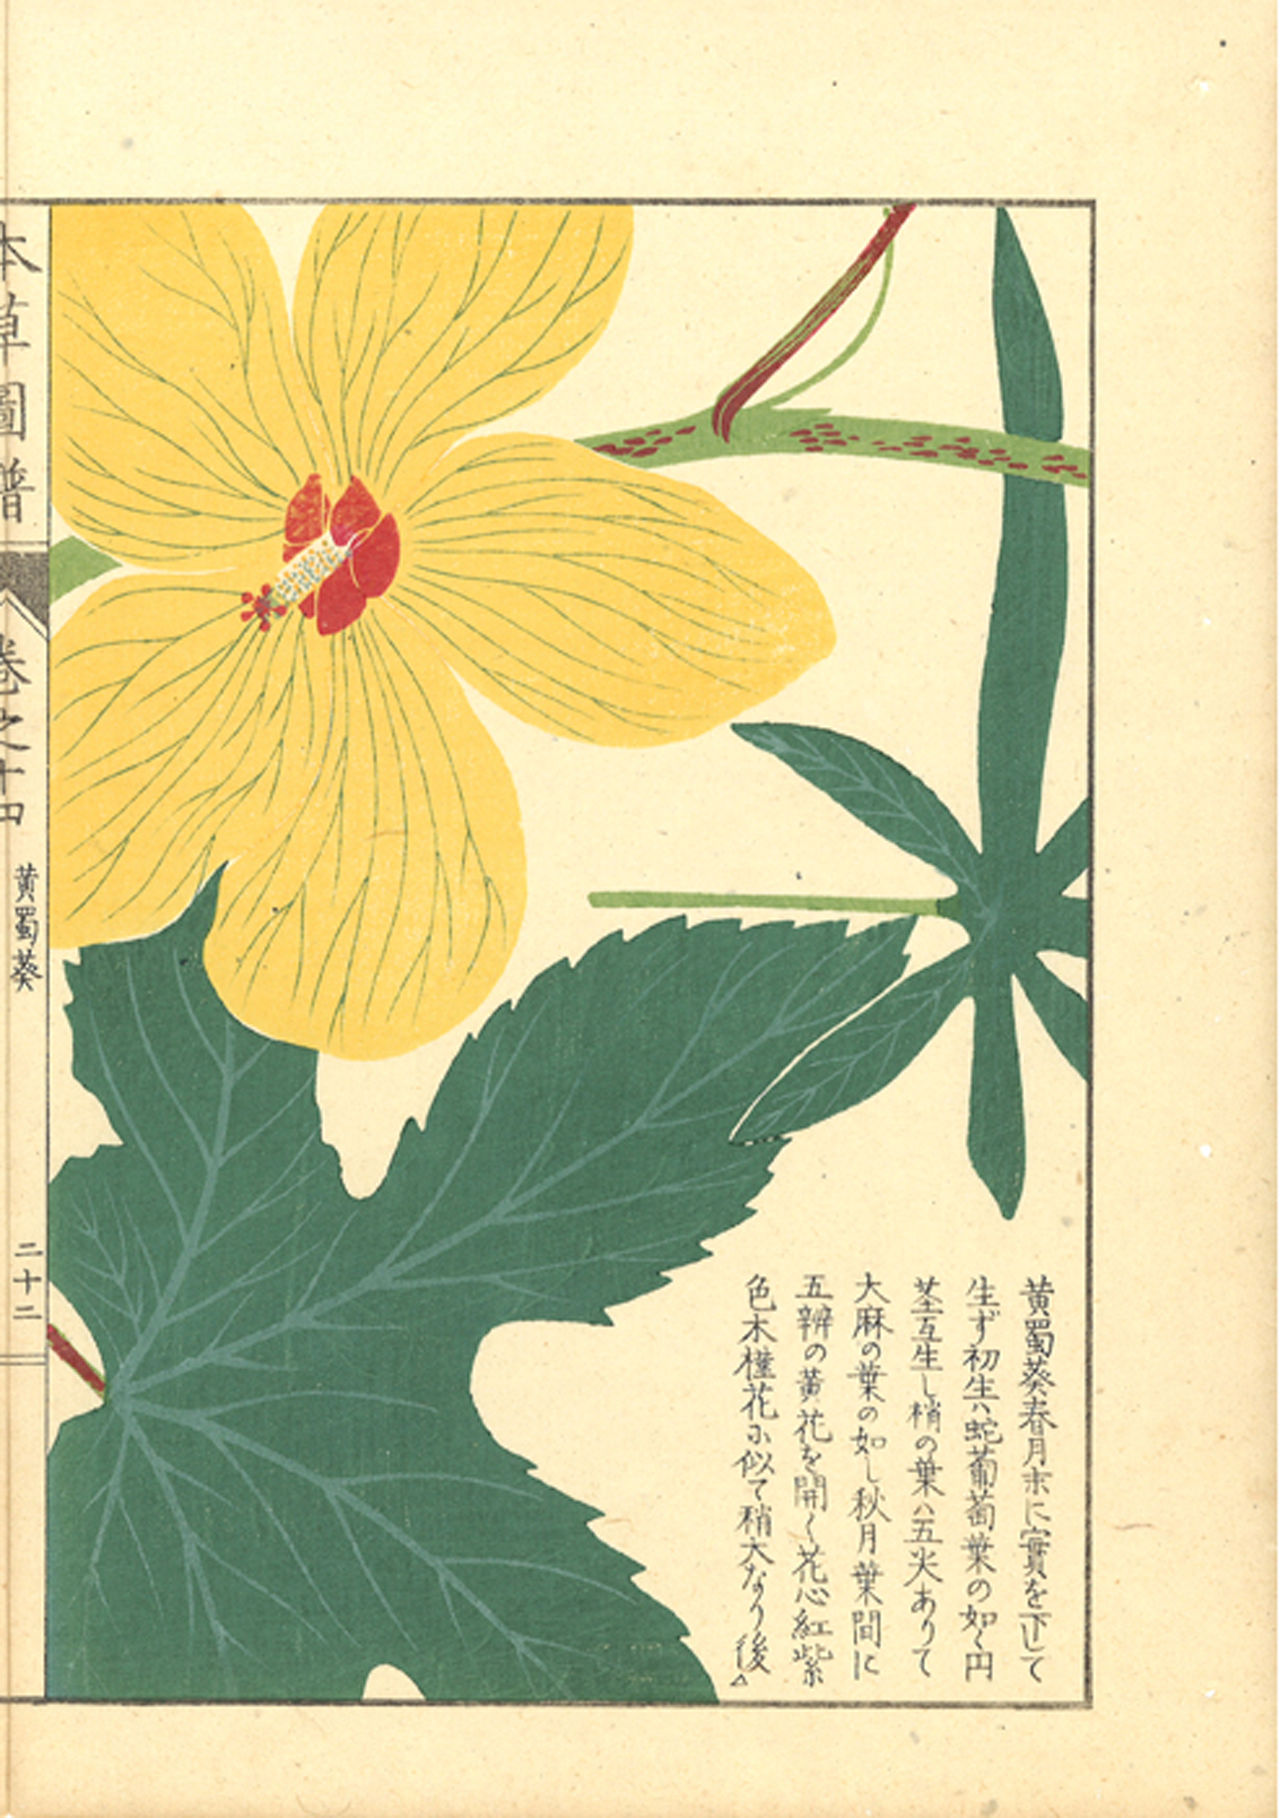 黄蜀葵春月末に實を下して
生ず初生ハ蛇葡萄葉の如く円
茎互生し梢の葉ハ五尖ありて
大麻の葉の如し秋月葉間に
五辨の黄花を開く花心紅紫
色木槿花に似て稍大なり後
本草圖譜
巻之十四
黄蜀葵
二十二